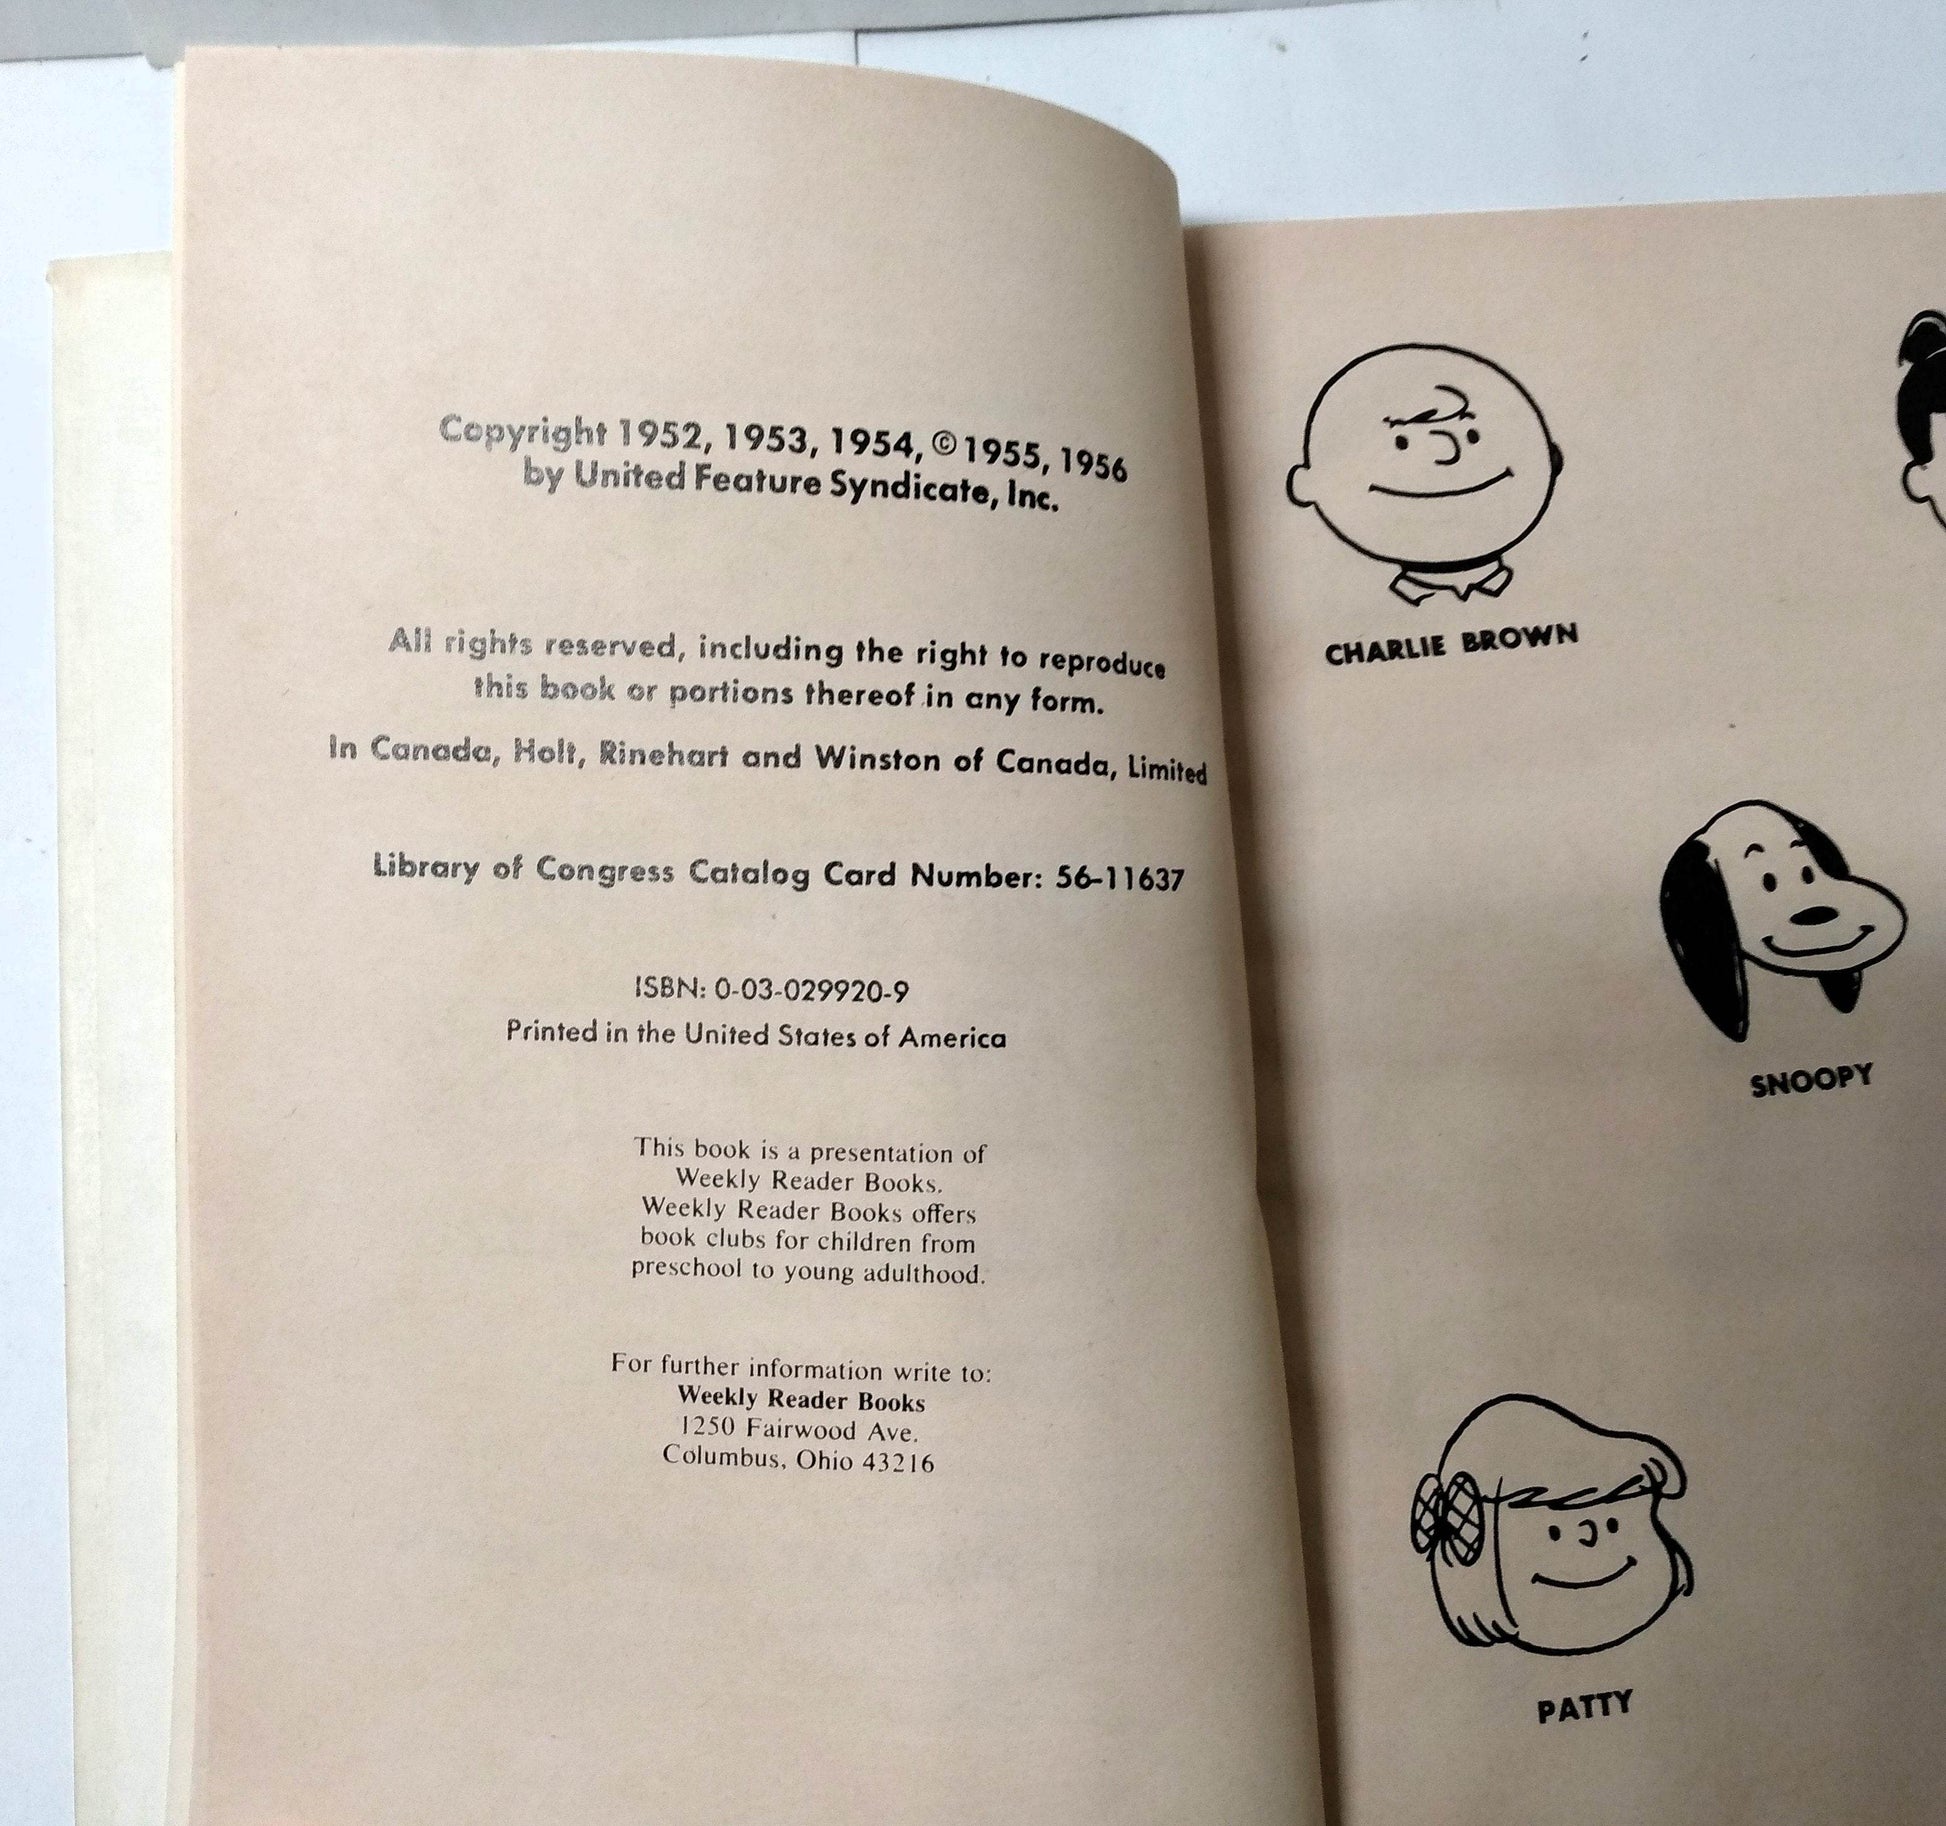 Copyright 1952, 1953, 1954, © 1955, 1956
by United Feature Syndicate, Inc.
All rights reserved, including the right to reproduce
this book or portions thereof in any form.
In Canada, Holt, Rinehart and Winston of Canada, Limited
Library of Congress Catalog Card Number: 56-11637
ISBN: 0-03-029920-9
Printed in the United States of America
This book is a presentation of
Weekly Reader Books.
Weekly Reader Books offers
book clubs for children from
preschool to young adulthood.
For further information write to:
Weekly Reader Books
1250 Fairwood Ave.
Columbus, Ohio 43216
CHARLIE BROWN
SNOOPY
PATTY